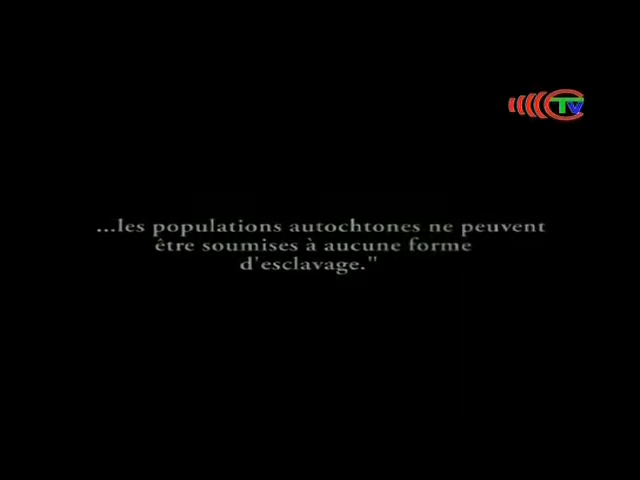 TV
...les populations autochtones ne peuvent
être soumises à aucune forme
d'esclavage."